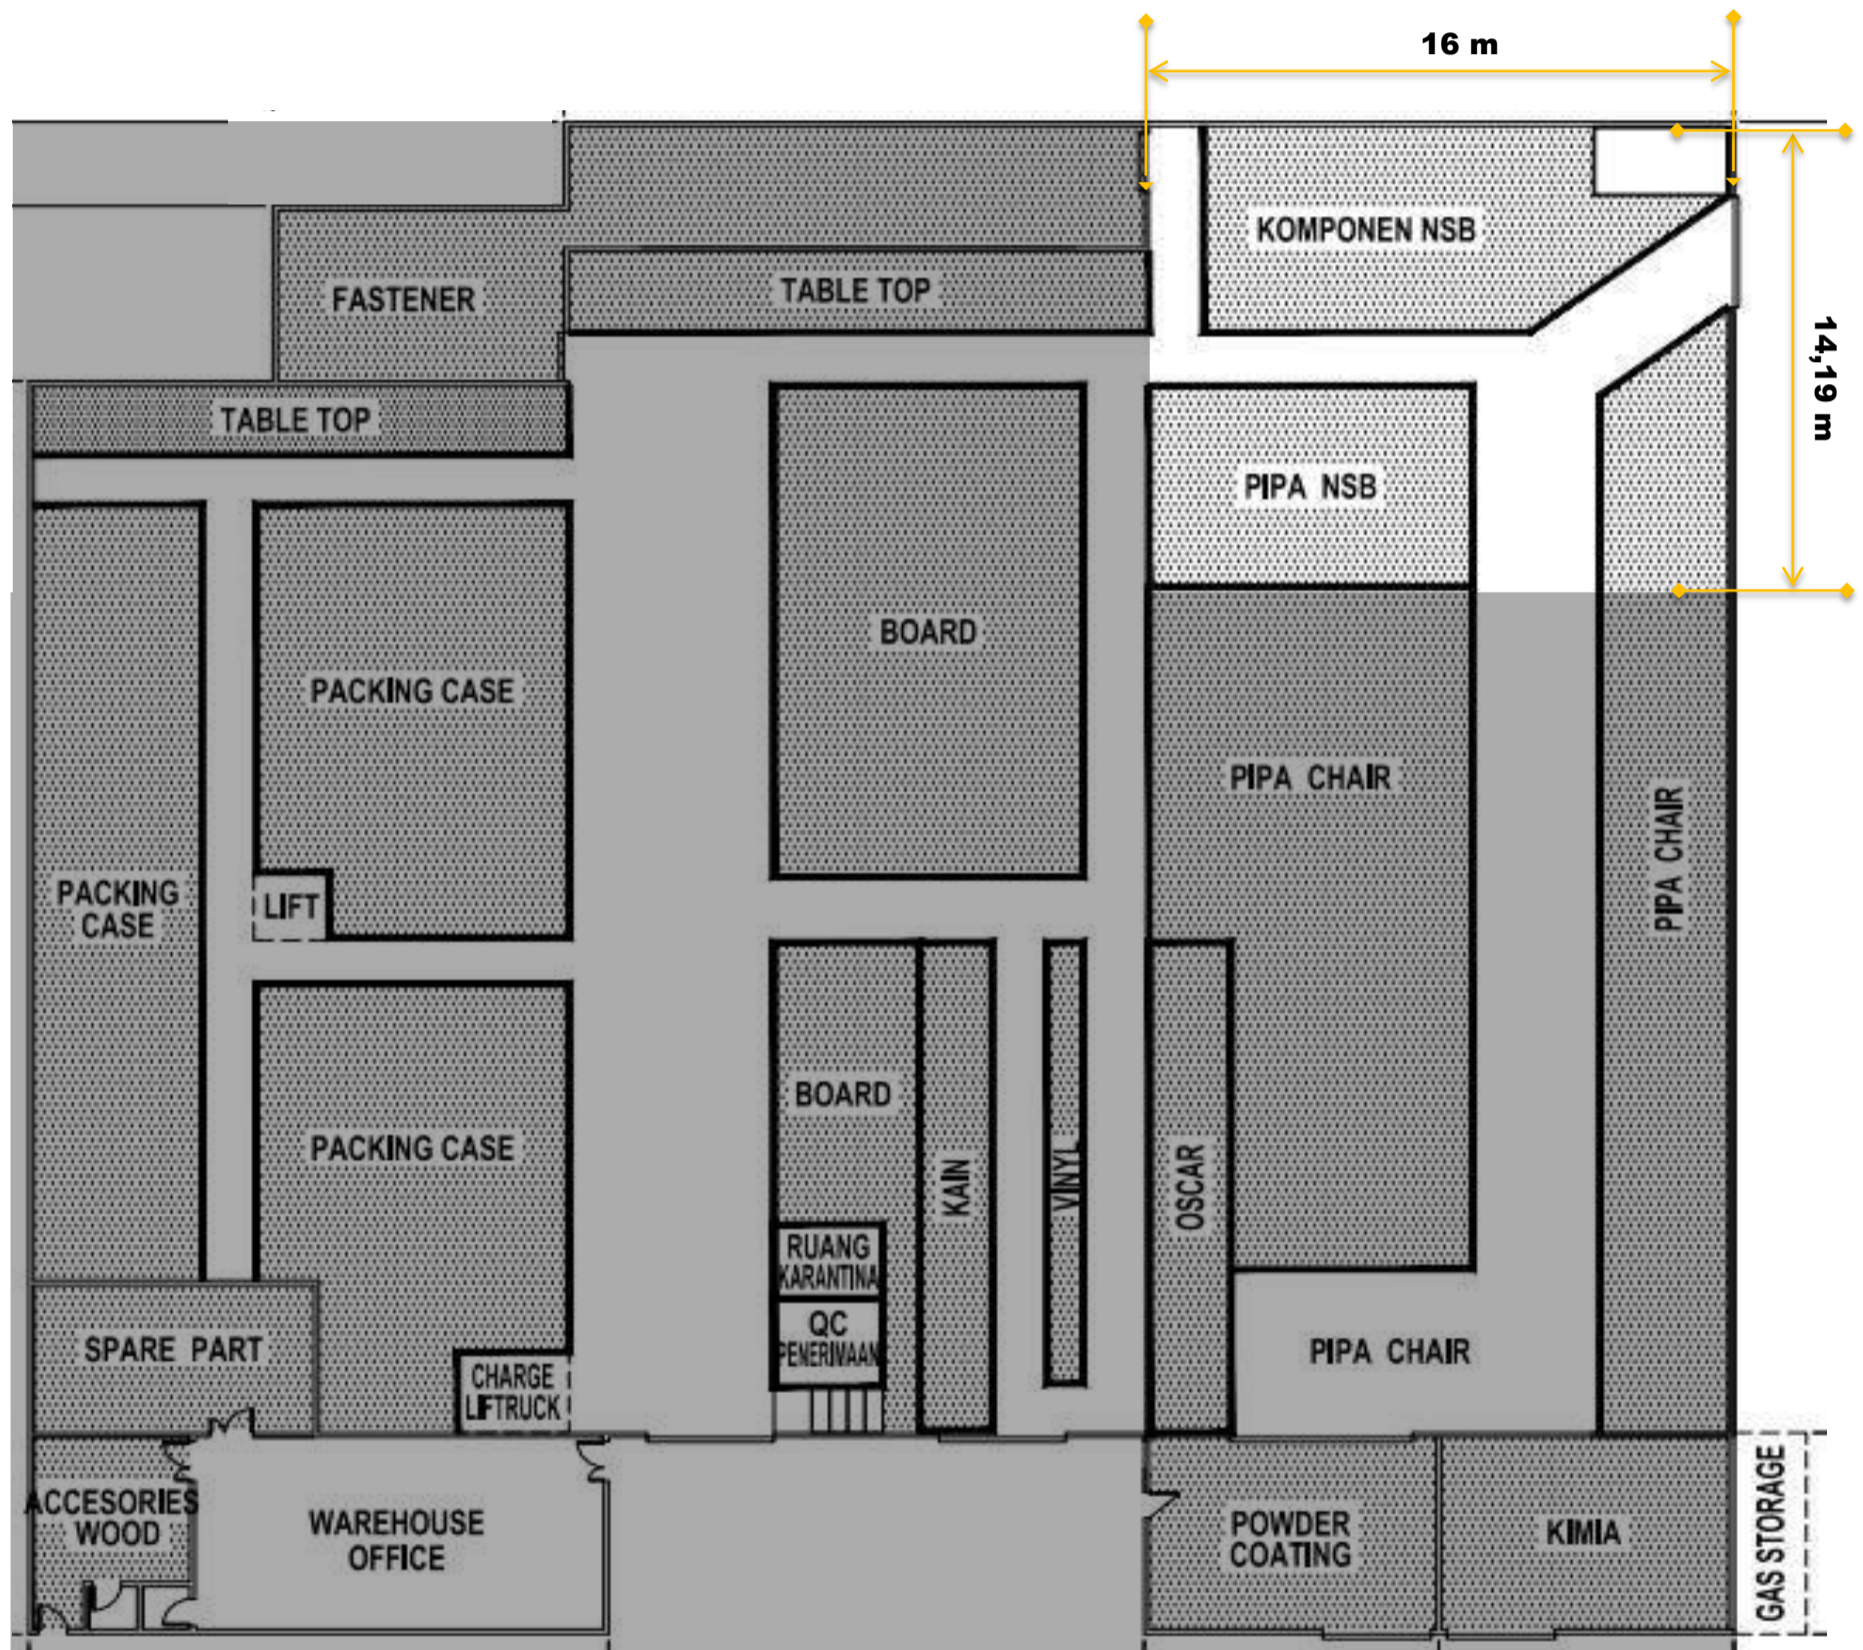 16 m
KOMPONEN NSB
TABLE TOP
FASTENER
14,19 m
TABLE TOP
PIPA NSB
BOARD
PACKING CASE
PIPA CHAIR
PIPA CHAIR
PACKING
CASE
LIFT
BOARD
PACKING CASE
KAIN
VINYL
OSCAR
RUANG
KARANTINA
QC
PENERIMAAN
SPARE PART
CHARGE
LIFTRUCK
PIPA CHAIR
ACCESORIES
WOOD
WAREHOUSE
OFFICE
POWDER
COATING
KIMIA
GAS STORAGE